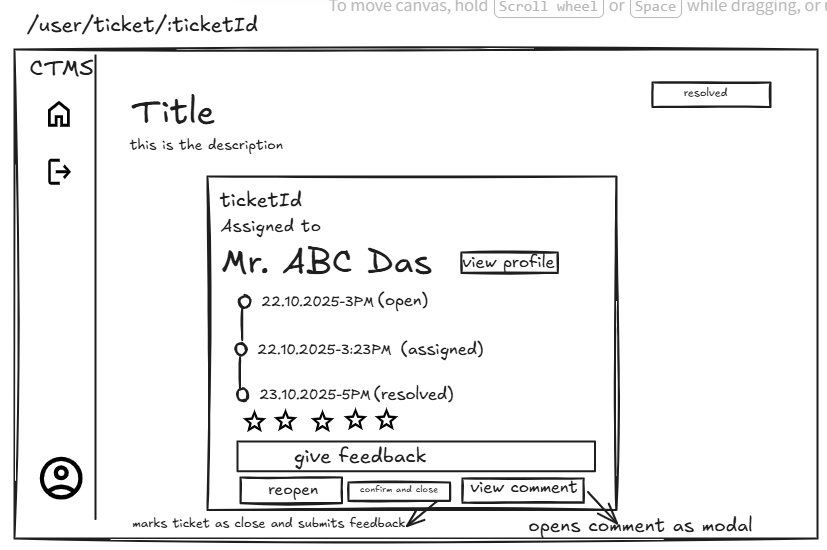 To move canvas, hold Scroll wheel or Space while dragging, or
/user/ticket/:ticketId
CTMS
resolved
Title
this is the description
ticketId
Assigned to
Mr. ABC Das
view profile
22.10.2025-3PM (open)
22.10.2025-3:23PM (assigned)
23.10.2025-5PM (resolved)
give feedback
reopen
confirm and close
view comment
marks ticket as close and submits feedback
opens comment as modal